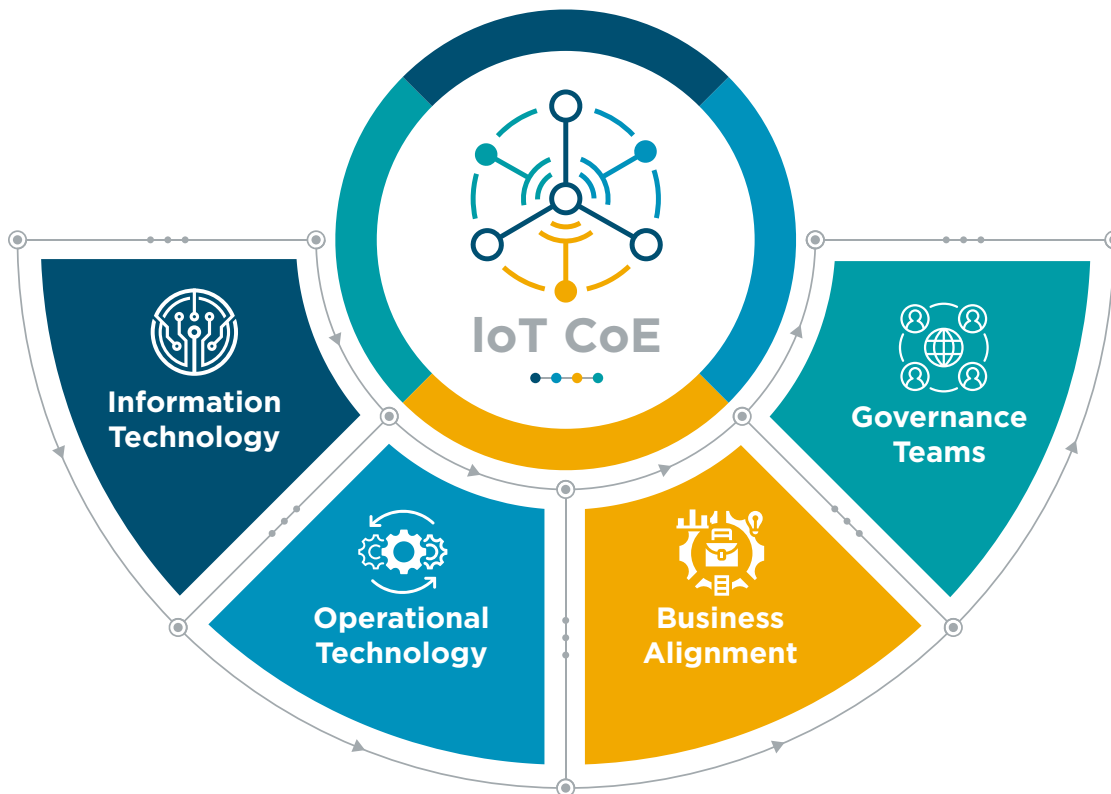 IoT CoE
Information
Technology
Operational
Technology
Business
Alignment
Governance
Teams